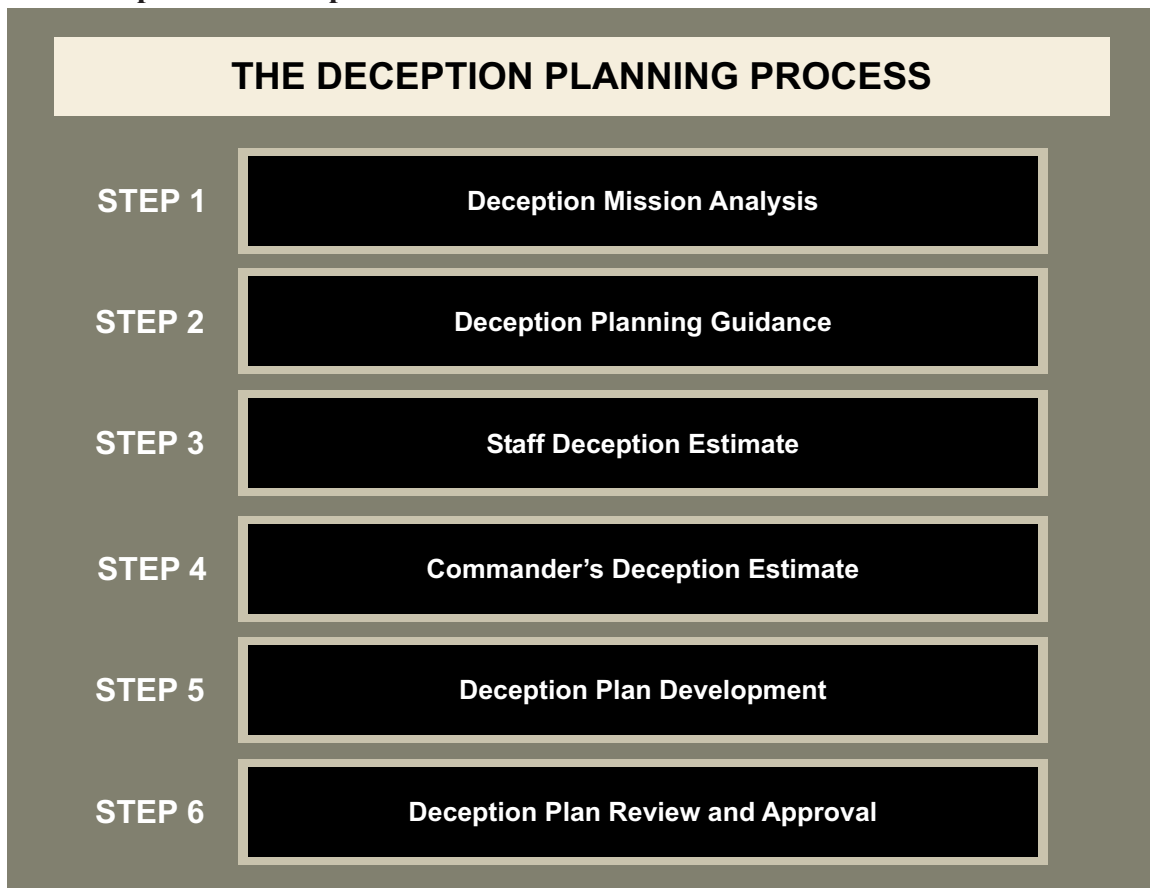 THE DECEPTION PLANNING PROCESS
STEP 1
Deception Mission Analysis
STEP 2
Deception Planning Guidance
STEP 3
Staff Deception Estimate
STEP 4
Commander’s Deception Estimate
STEP 5
Deception Plan Development
STEP 6
Deception Plan Review and Approval